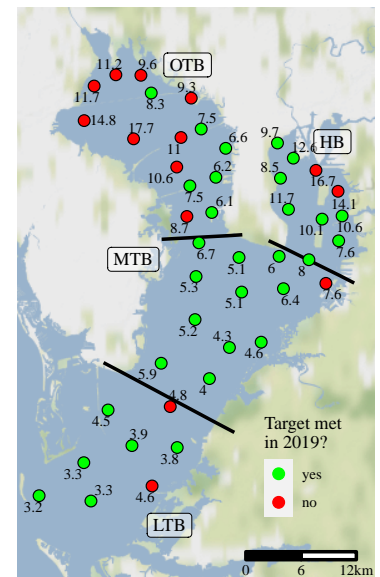 11.2 9.6
OTB
11.7 8.3 9.3
14.8 17.7 7.5
11 6.6 9.7 HB
12.6
10.6 6.2 8.5 16.7
7.5 11.7 14.1
8.7 6.1 10.1 10.6
MTB 6.7 7.6
5.1 6 8
5.3 5.1 6.4 7.6
5.2
4.3 4.6
5.9 4
4.8
4.5
3.9 3.8
3.3
4.6
3.2 3.3
LTB
Target met
in 2019?
yes
no
0 6 12km